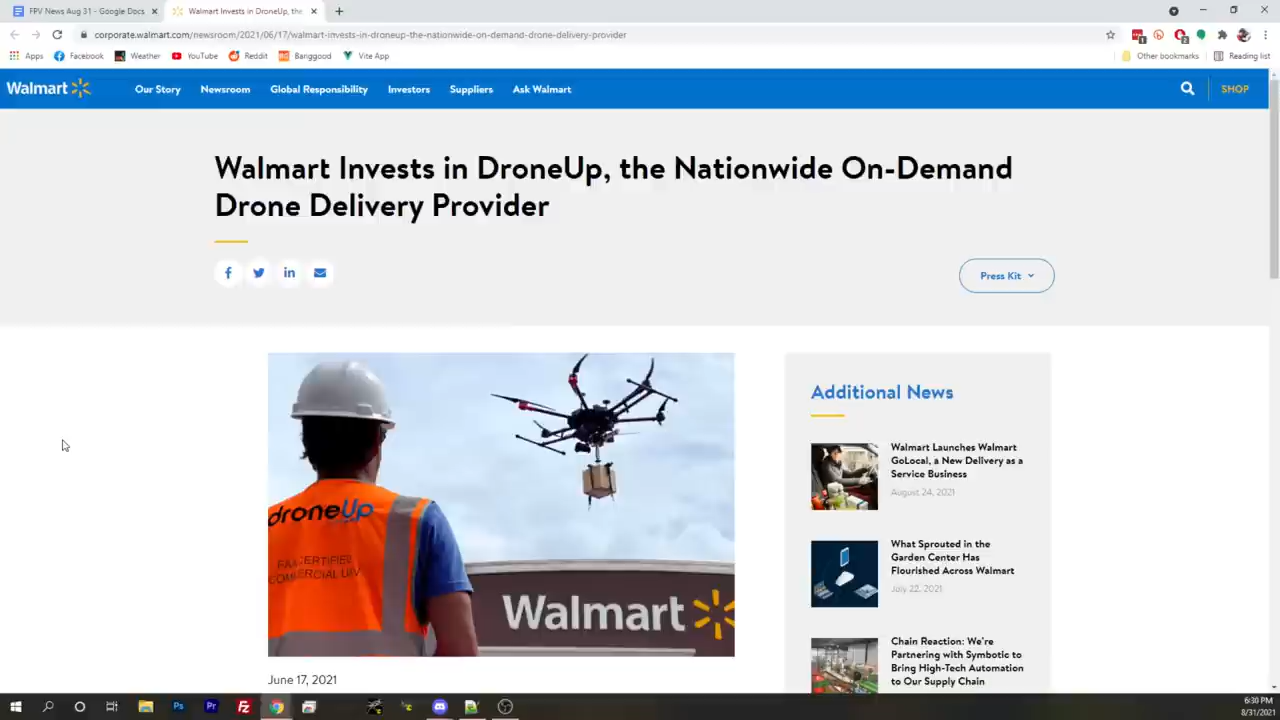 FPV News Aug 31 - Google Docs
Walmart Invests in DroneUp, the
corporate.walmart.com/newsroom/2021/06/17/walmart-invests-in-droneup-the-nationwide-on-demand-drone-delivery-provider
Apps Facebook Weather YouTube Reddit Banggood Vite App Other bookmarks Reading list
Walmart Our Story Newsroom Global Responsibility Investors Suppliers Ask Walmart SHOP
Walmart Invests in DroneUp, the Nationwide On-Demand
Drone Delivery Provider
Press Kit
droneUp
FAA CERTIFIED
COMMERCIAL UAV
Walmart
June 17, 2021
Additional News
Walmart Launches Walmart
GoLocal, a New Delivery as a
Service Business
August 24, 2021
What Sprouted in the
Garden Center Has
Flourished Across Walmart
July 22, 2021
Chain Reaction: We're
Partnering with Symbotic to
Bring High-Tech Automation
to Our Supply Chain
6:30 PM
8/31/2021